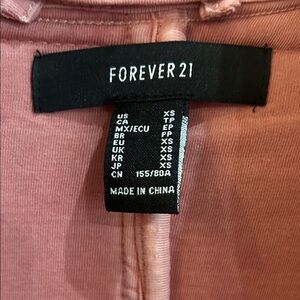 FOREVER 21
US XS
CA TP
MX/ECU EP
BR PP
EU XS
UK XS
KR XS
JP XS
CN 155/80A
MADE IN CHINA